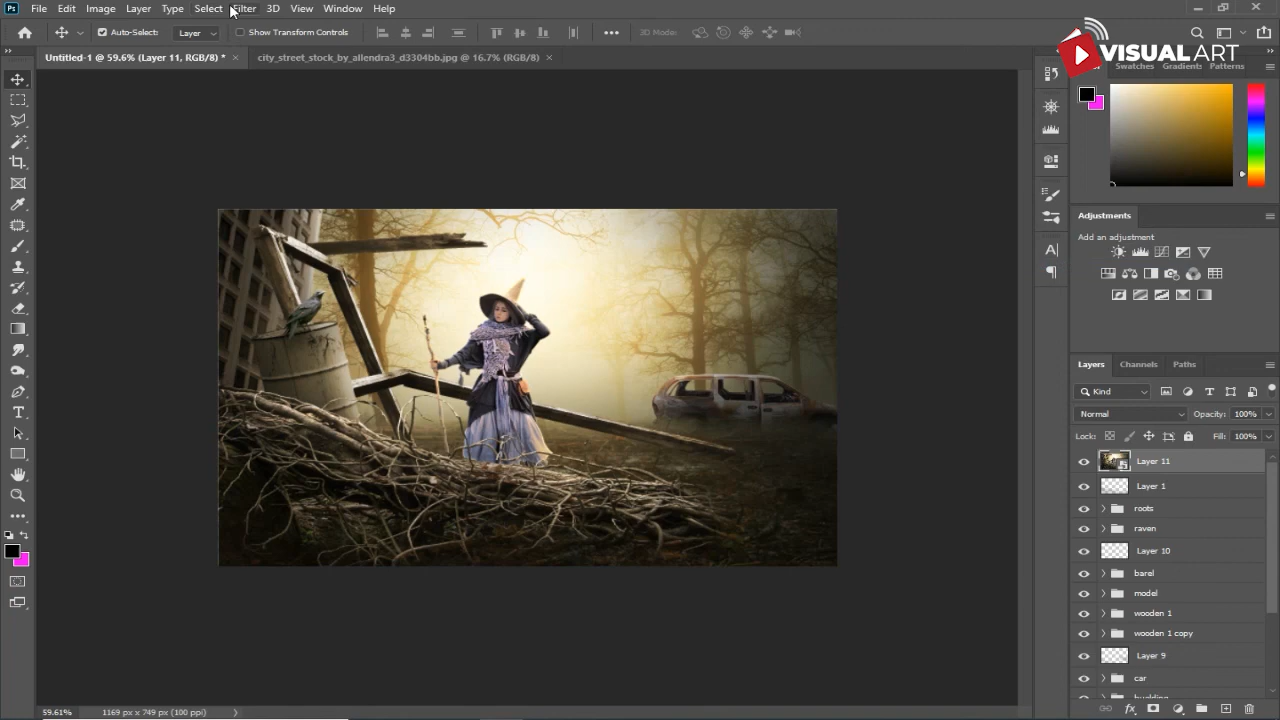 Ps File Edit Image Layer Type Select Filter 3D View Window Help
Auto-Select: Layer Show Transform Controls 3D Mode:
VISUAL ART
Untitled-1 @ 59.6% (Layer 11, RGB/8) * × city_street_stock_by_allendra3_d3304bb.jpg @ 16.7% (RGB/8) ×
Swatches Gradients Patterns
Adjustments
Add an adjustment
Layers Channels Paths
Kind
Normal Opacity: 100%
Lock: Fill: 100%
Layer 11
Layer 1
roots
raven
Layer 10
barel
model
wooden 1
wooden 1 copy
Layer 9
car
59.61% 1169 px x 749 px (100 ppi)